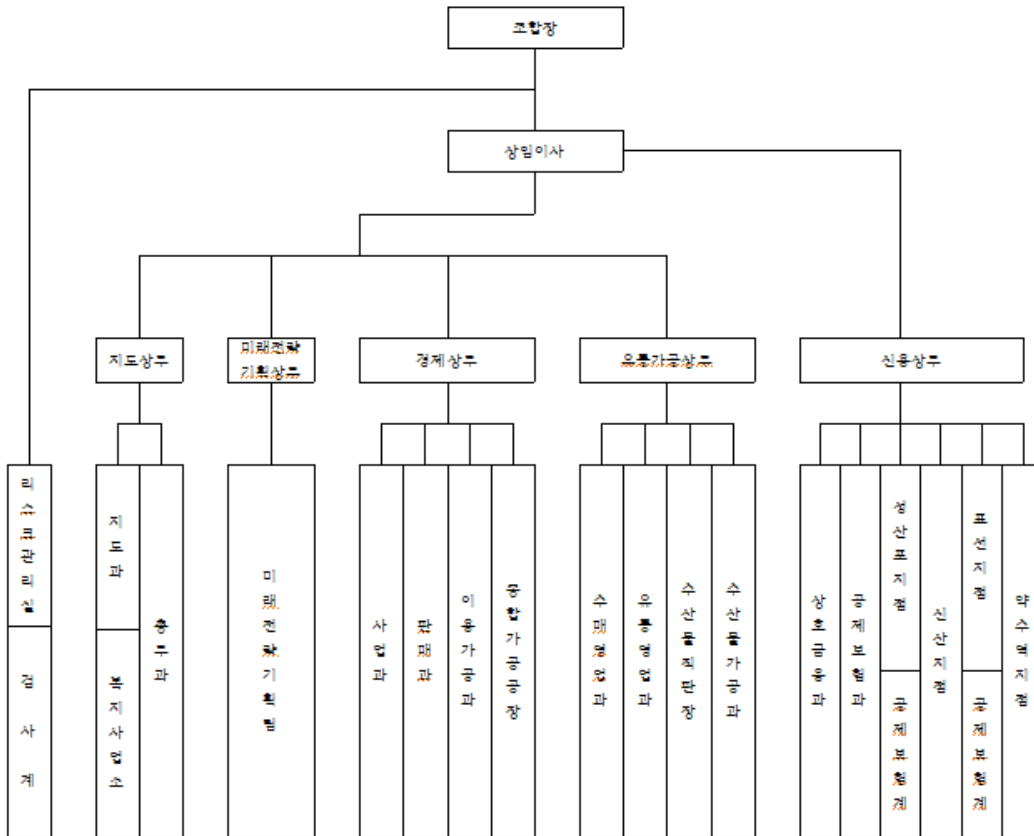 조합장
상임이사
지도상무
미래전략
기획상무
경제상무
유통가공상무
신용상무
리스크관리실
검사계
지도과
복지사업소
총무과
미래전략기획팀
사업과
판매과
이용가공과
종합가공공장
수매영업과
유통영업과
수산물직판장
수산물가공과
상호금융과
공제보험과
성산포지점
공제보험계
신산지점
표선지점
공제보험계
약수역지점